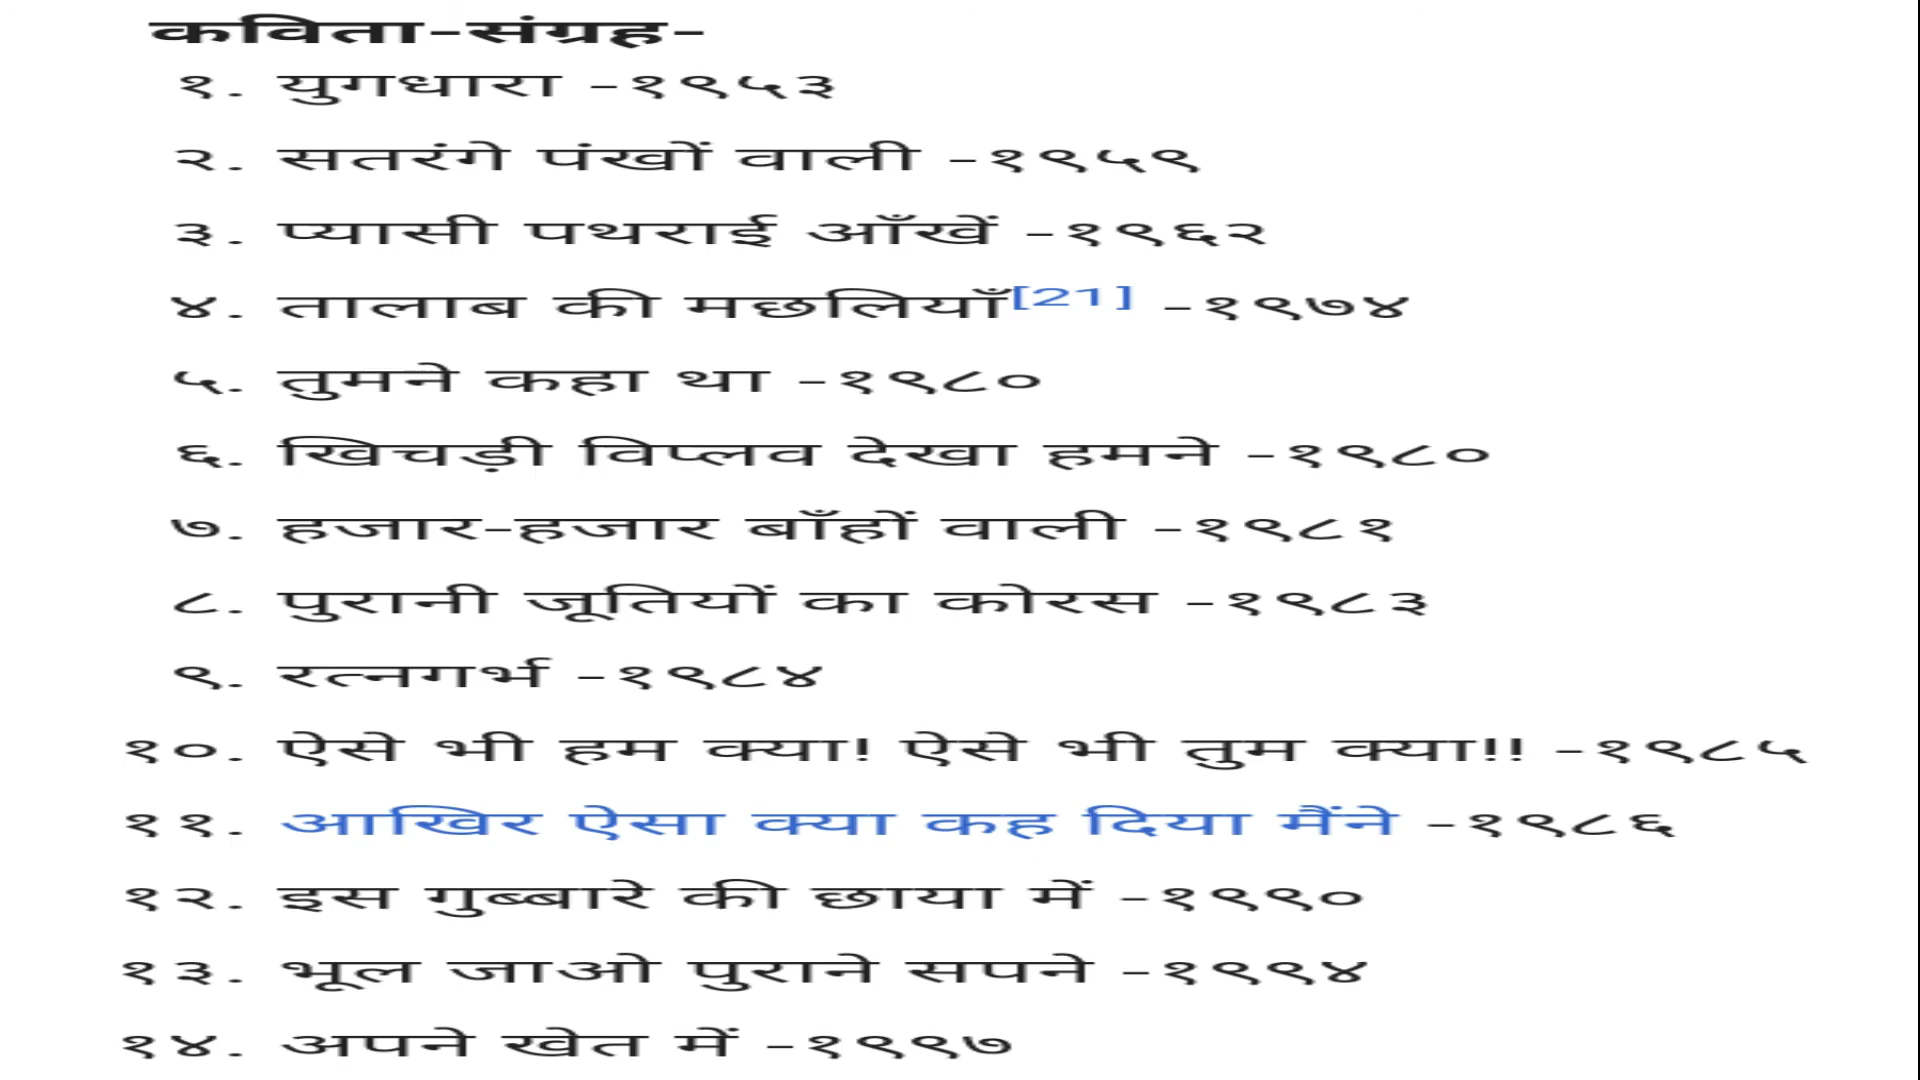 कविता-संग्रह-
१. युगधारा -१९५३
२. सतरंगे पंखों वाली -१९५९
३. प्यासी पथराई आँखें -१९६२
४. तालाब की मछलियाँ[21] -१९७४
५. तुमने कहा था -१९८०
६. खिचड़ी विप्लव देखा हमने -१९८०
७. हजार-हजार बाँहों वाली -१९८१
८. पुरानी जूतियों का कोरस -१९८३
९. रत्नगर्भ -१९८४
१०. ऐसे भी हम क्या! ऐसे भी तुम क्या!! -१९८५
११. आखिर ऐसा क्या कह दिया मैंने -१९८६
१२. इस गुब्बारे की छाया में -१९९०
१३. भूल जाओ पुराने सपने -१९९४
१४. अपने खेत में -१९९७